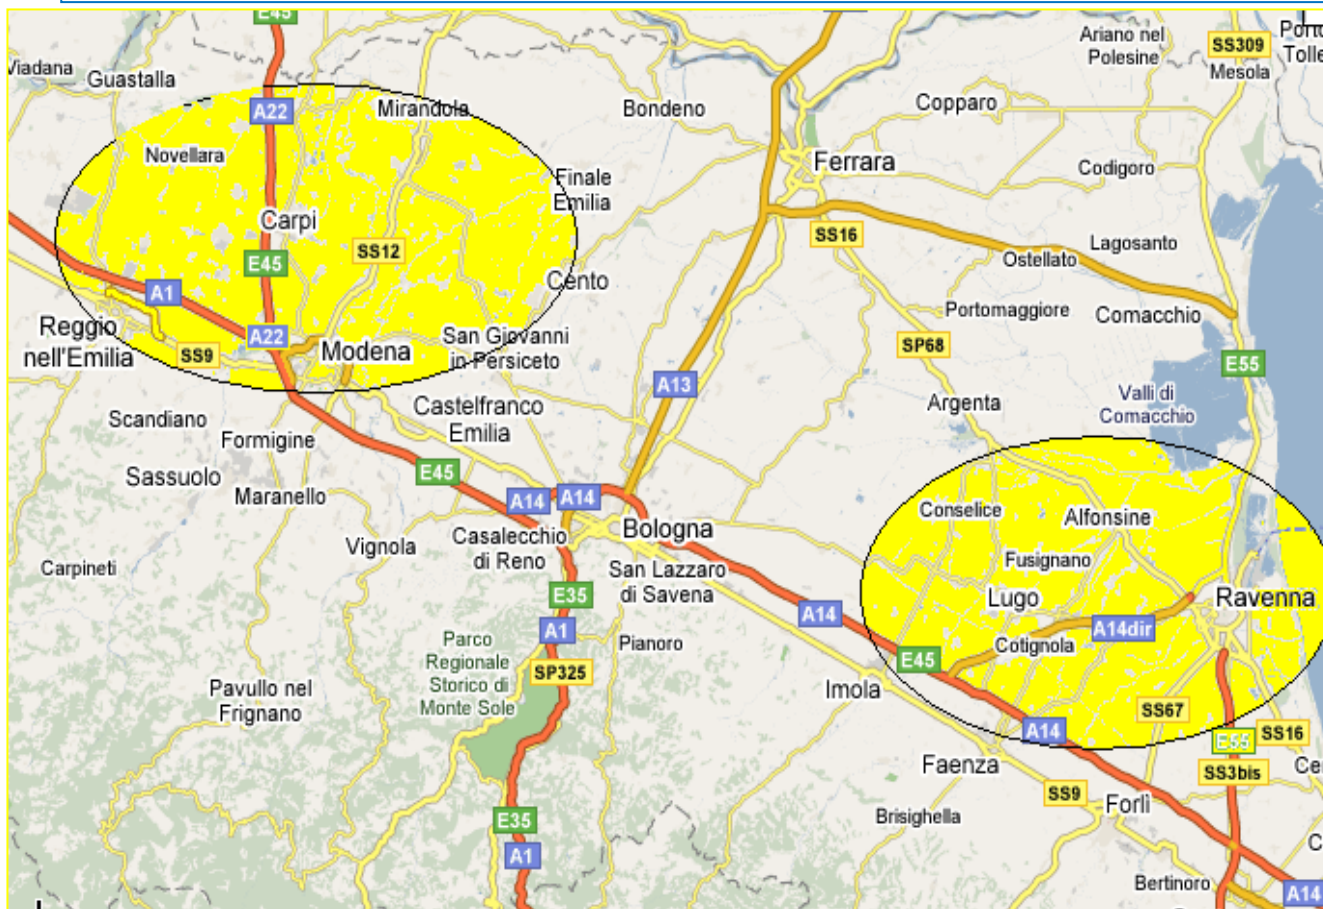 E45
Ariano nel
Polesine
SS309
Mesola
Viadana
Guastalla
A22
Mirandola
Bondeno
Copparo
Novellara
Ferrara
Codigoro
Finale
Emilia
Carpi
SS12
SS16
Lagosanto
Ostellato
E45
A1
Cento
Portomaggiore
Comacchio
Reggio
nell'Emilia
A22
SS9
Modena
San Giovanni
in Persiceto
SP68
E55
A13
Valli di
Comacchio
Argenta
Scandiano
Formigine
Castelfranco
Emilia
Sassuolo
Maranello
E45
A14
A14
Conselice
Alfonsine
Bologna
Casalecchio
di Reno
Vignola
Carpineti
San Lazzaro
di Savena
Fusignano
Lugo
Ravenna
E35
A14
A14dir
A1
Parco
Regionale
Storico di
Monte Sole
Pianoro
SP325
Cotignola
E45
Imola
Pavullo nel
Frignano
SS67
A14
SS16
E55
Faenza
SS3bis
SS9
Forlì
Brisighella
E35
A1
Bertinoro
A14